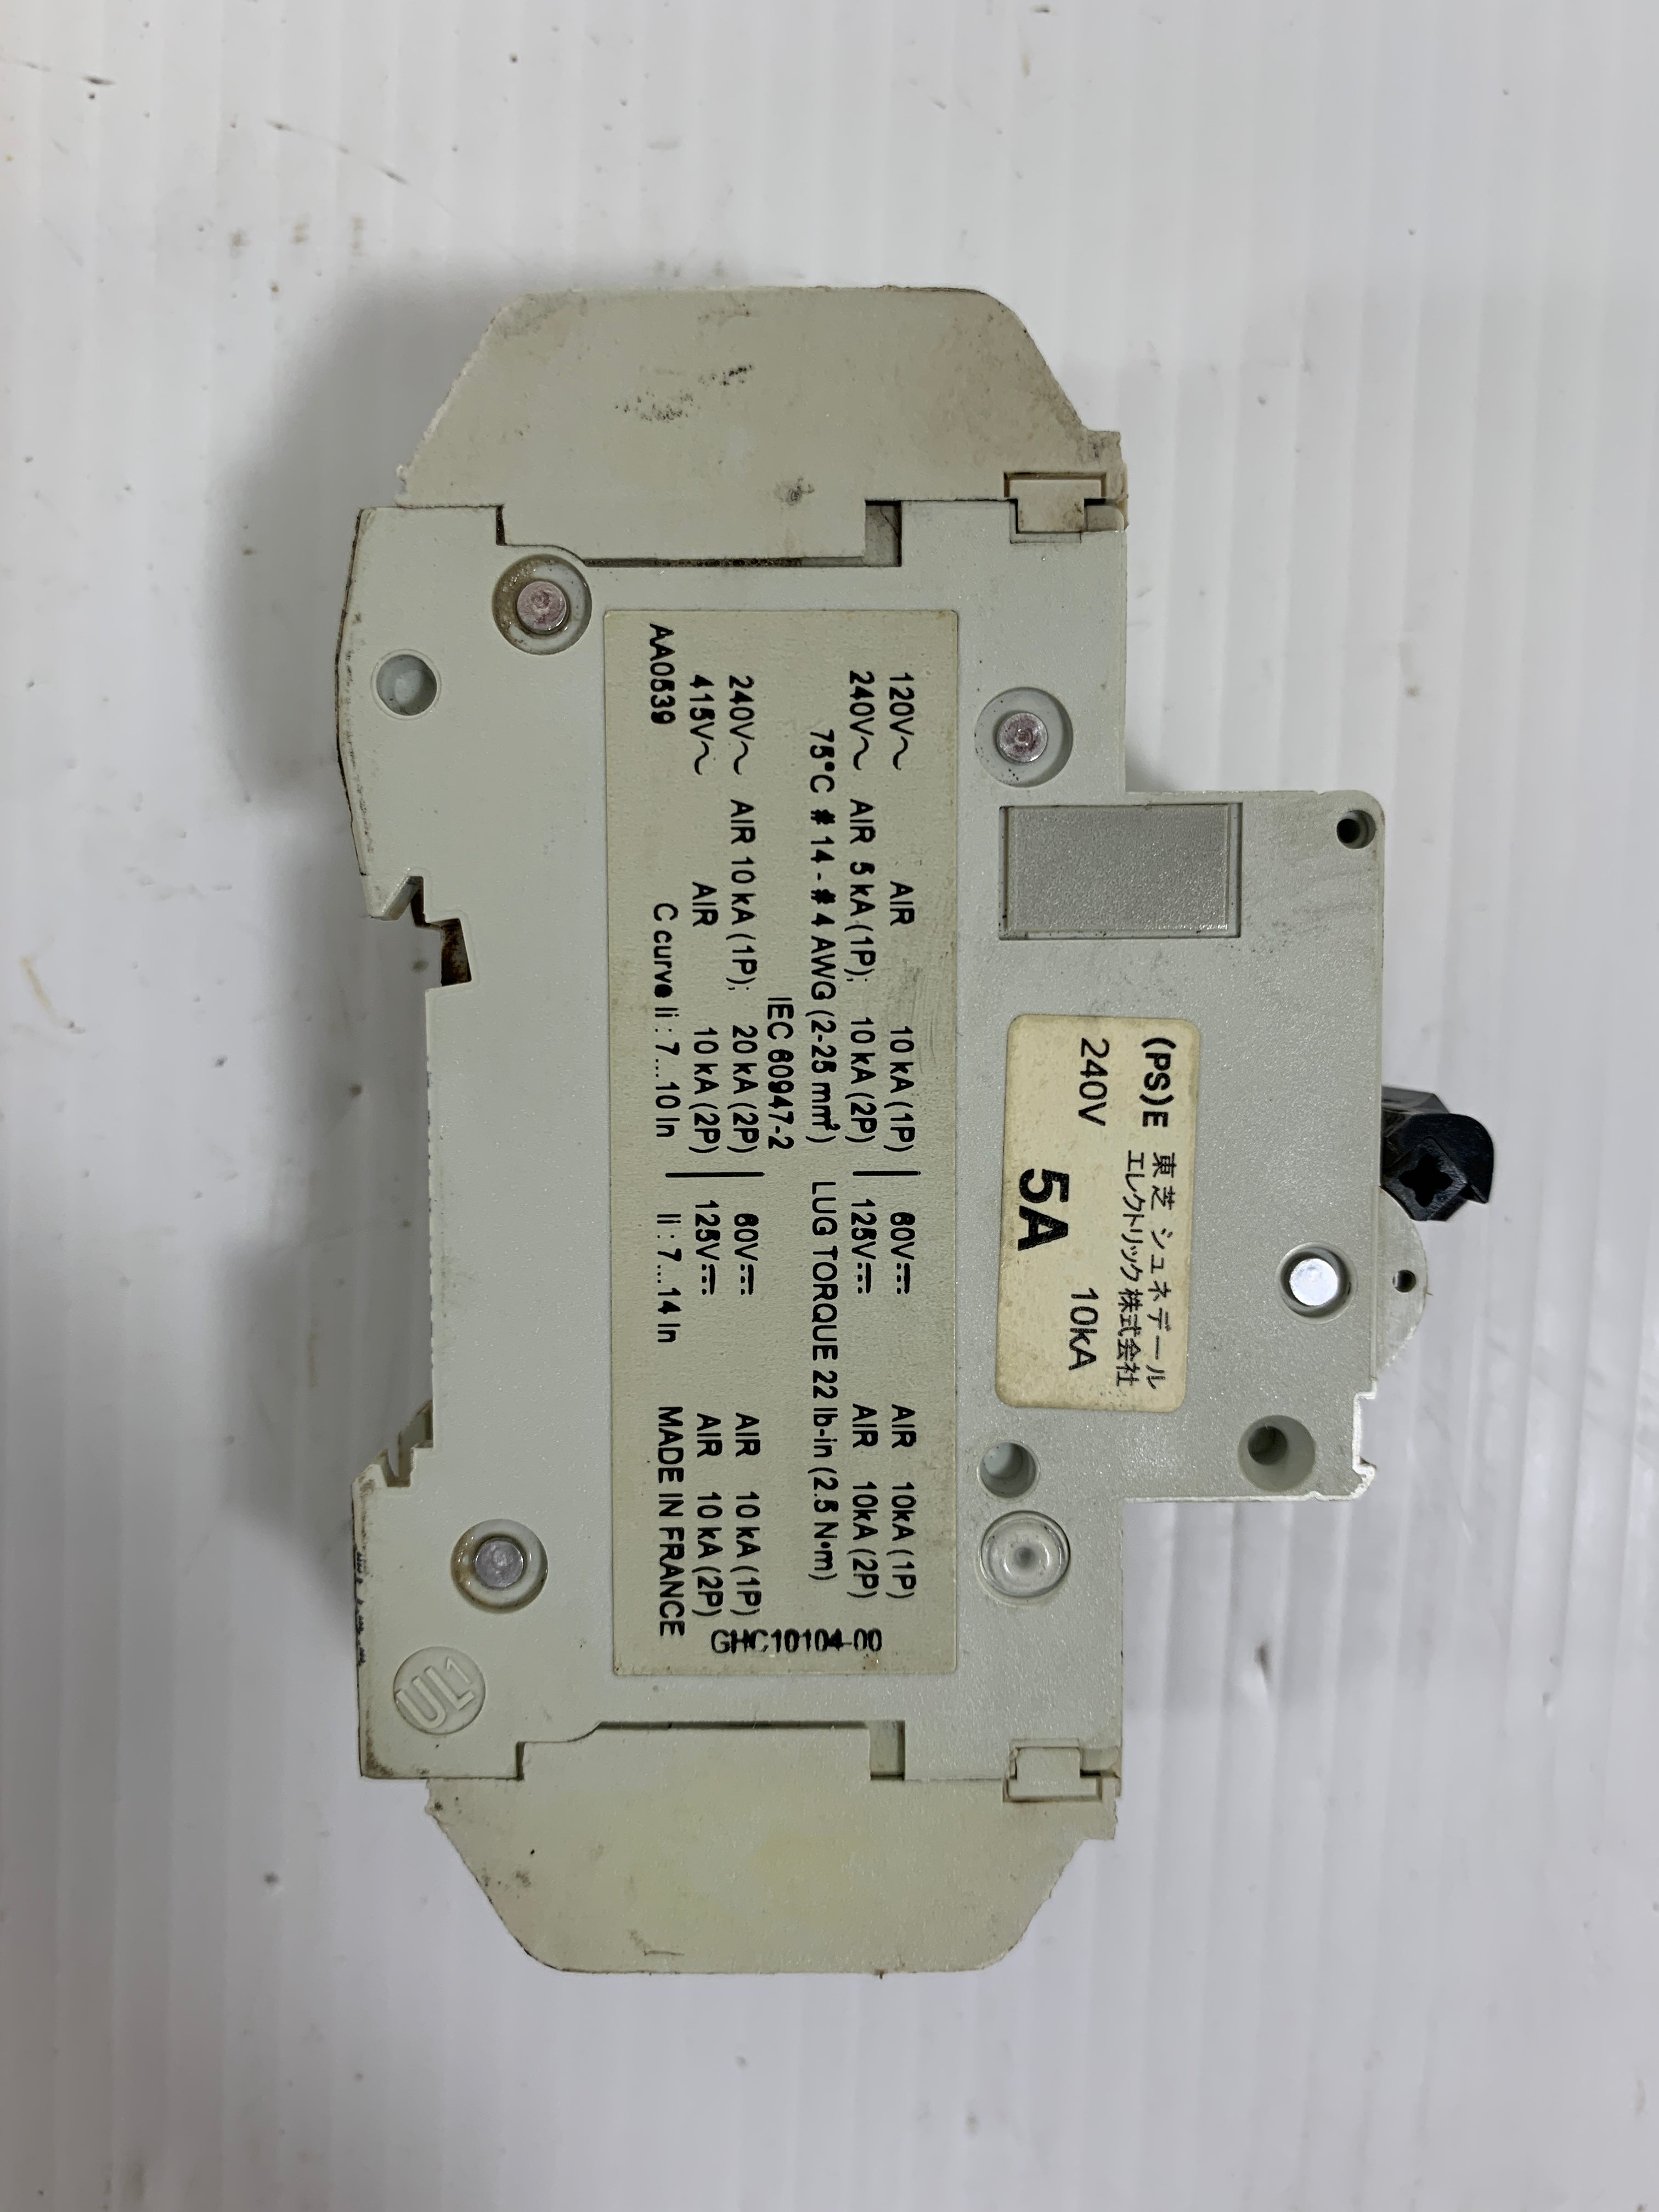 (PS)E 東芝 シュネデール
エレクトリック株式会社
240V 10kA
5A
120V~ AIR 10 kA (1P) | 60V⎓ AIR 10kA (1P)
240V~ AIR 5 kA (1P); 10 kA (2P) | 125V⎓ AIR 10kA (2P)
75°C #14 - #4 AWG (2-25 mm²) LUG TORQUE 22 lb-in (2.5 N•m)
IEC 60947-2
240V~ AIR 10 kA (1P); 20 kA (2P) | 60V⎓ AIR 10 kA (1P)
415V~ AIR 10 kA (2P) | 125V⎓ AIR 10 kA (2P)
AA0539 C curve Ii : 7...10 In | Ii : 7...14 In MADE IN FRANCE
UL1